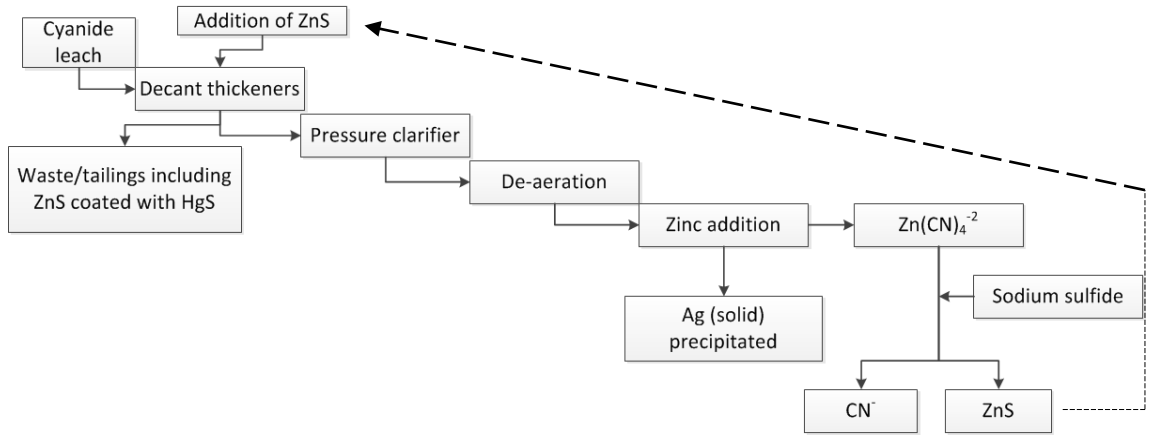 Addition of ZnS
Cyanide
leach
Decant thickeners
Pressure clarifier
Waste/tailings including
ZnS coated with HgS
De-aeration
Zinc addition
Zn(CN)₄⁻²
Sodium sulfide
Ag (solid)
precipitated
CN⁻
ZnS